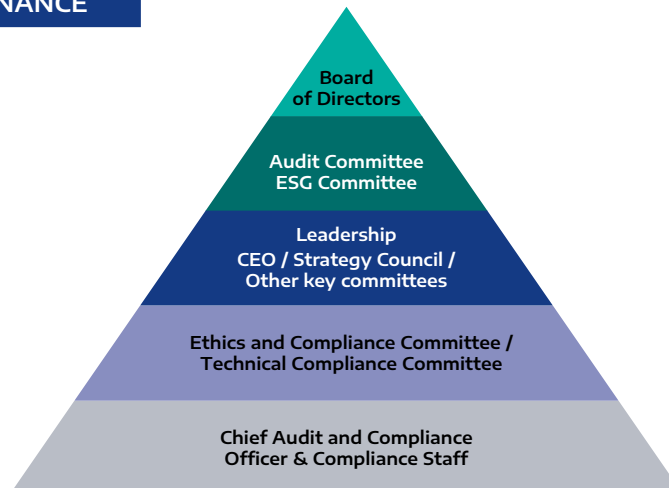 Board
of Directors
Audit Committee
ESG Committee
Leadership
CEO / Strategy Council /
Other key committees
Ethics and Compliance Committee /
Technical Compliance Committee
Chief Audit and Compliance
Officer & Compliance Staff